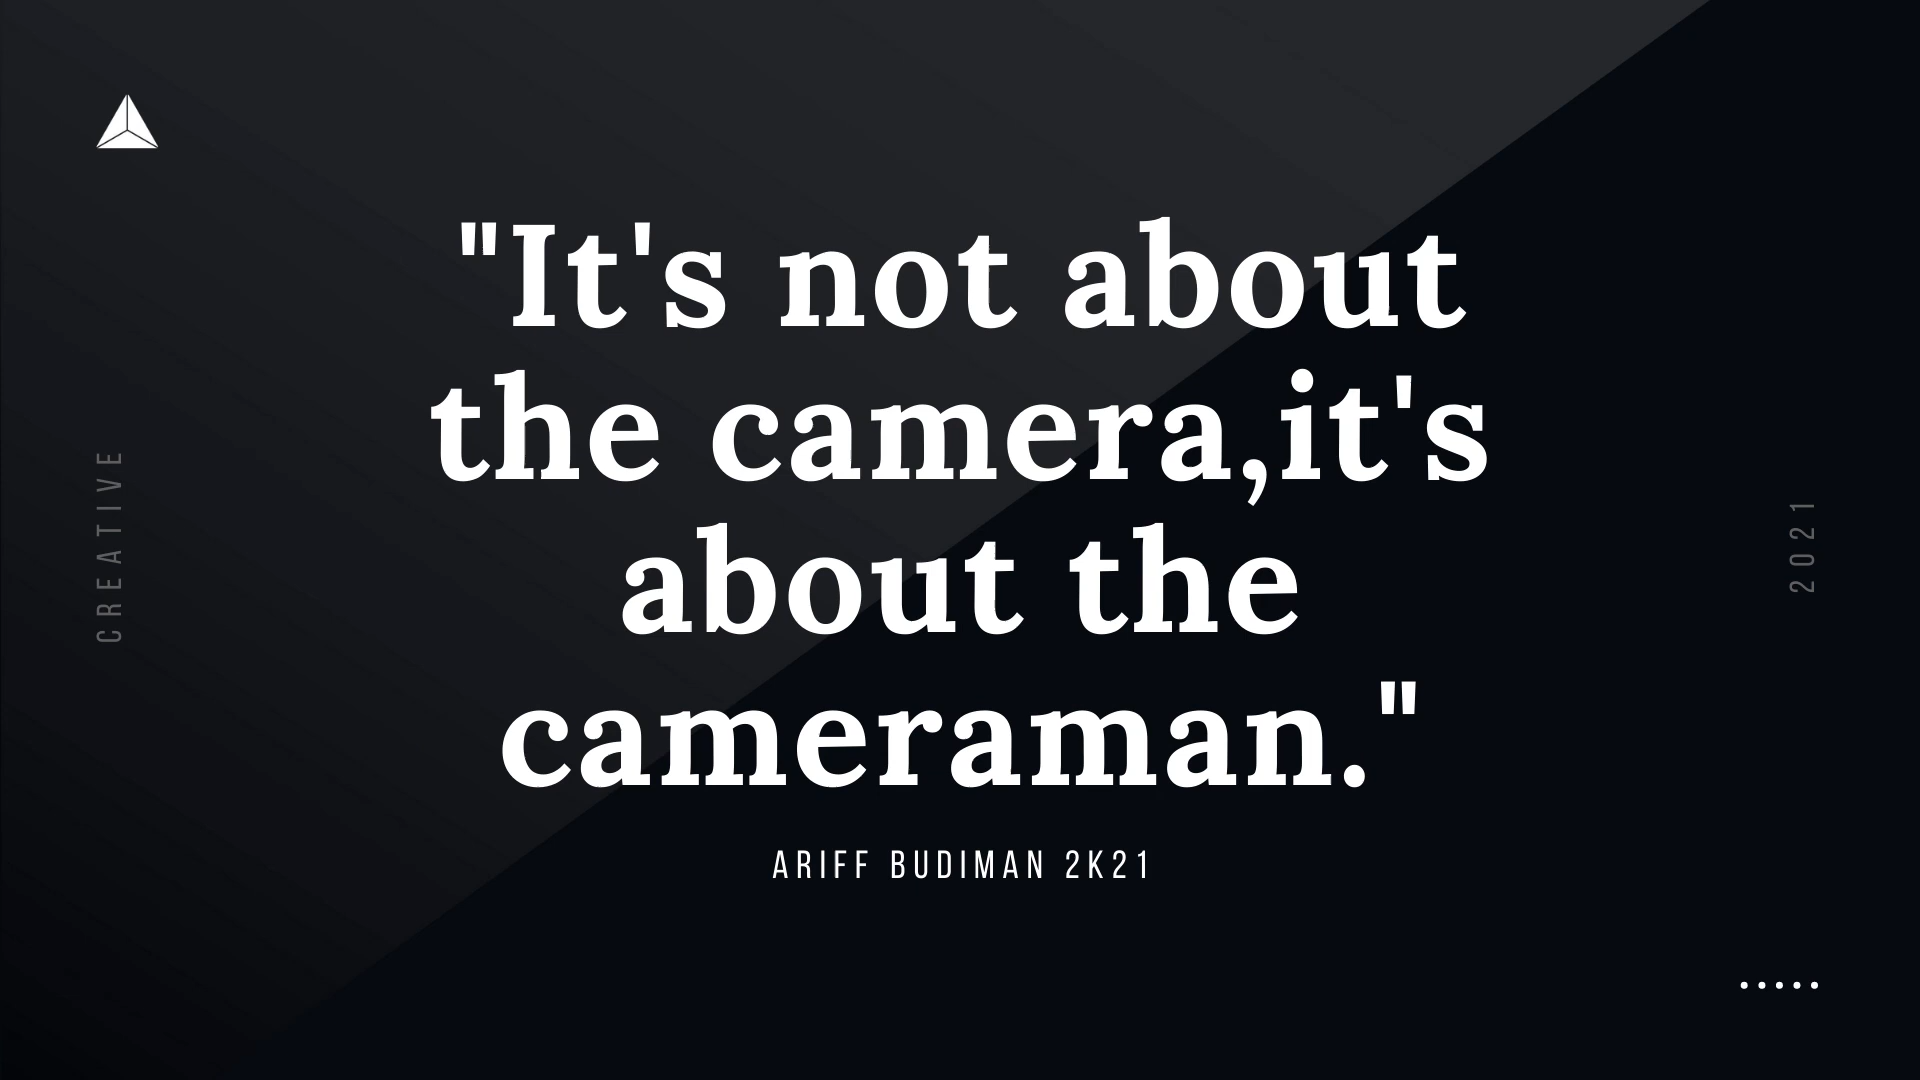 "It's not about
the camera,it's
about the
cameraman."
ARIFF BUDIMAN 2K21
CREATIVE
2021